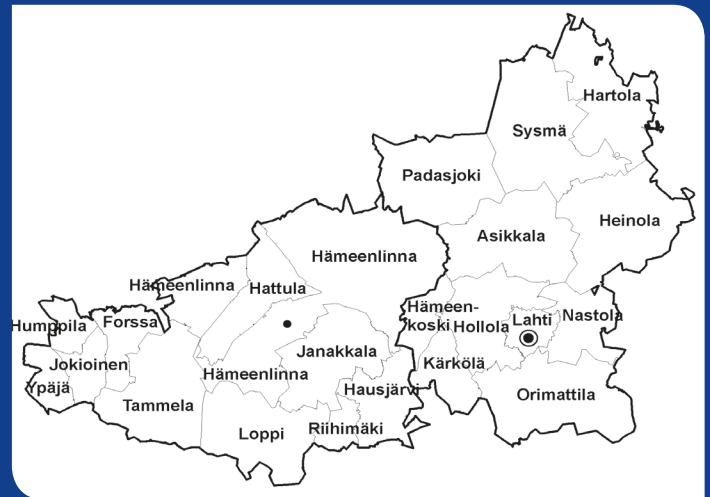 Hartola
Sysmä
Padasjoki
Heinola
Asikkala
Hämeenlinna
Hämeenlinna
Hattula
Hämeen-
koski
Hollola
Lahti
Nastola
Humppila
Forssa
Janakkala
Jokioinen
Kärkölä
Hämeenlinna
Ypäjä
Hausjärvi
Orimattila
Tammela
Loppi
Riihimäki